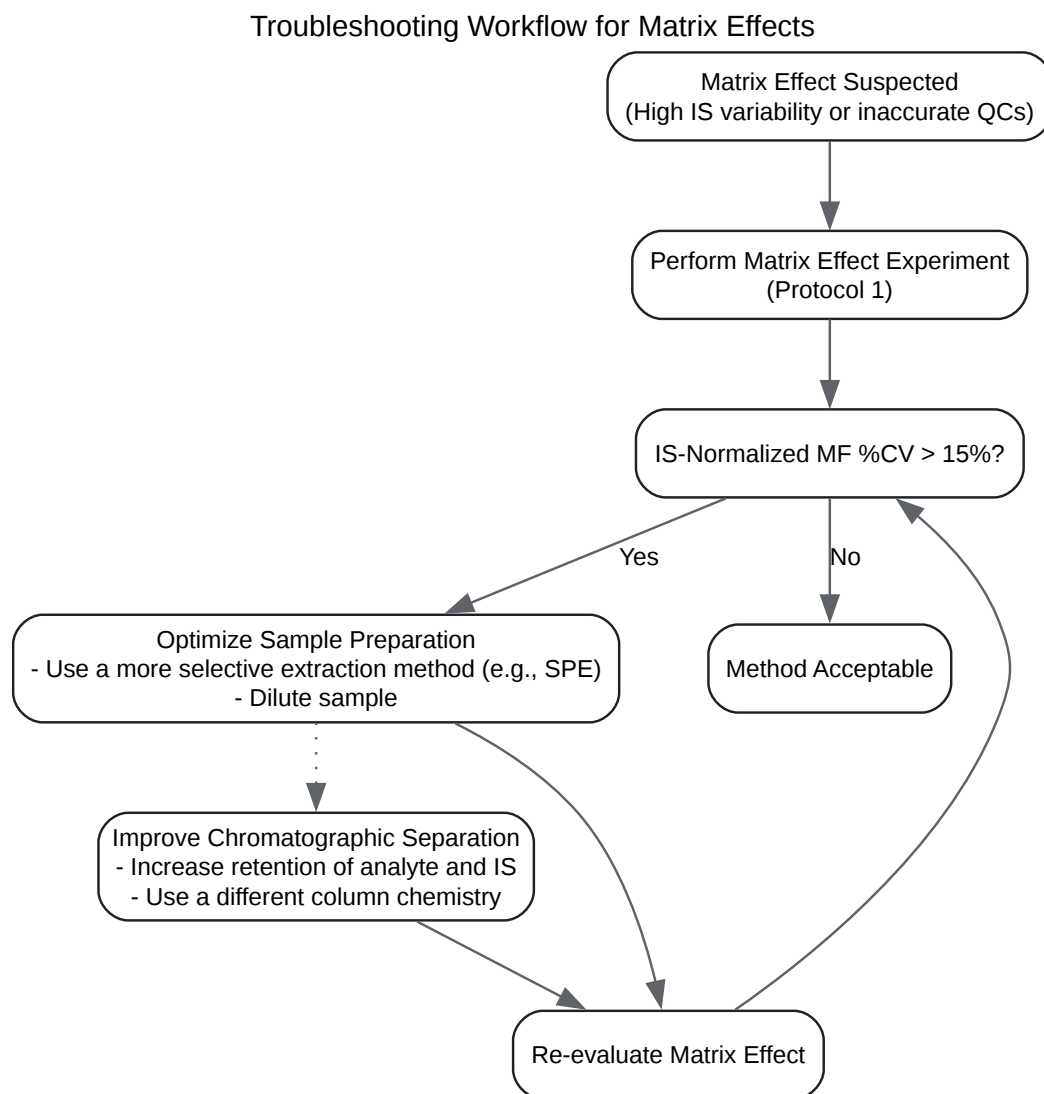 Troubleshooting Workflow for Matrix Effects
Matrix Effect Suspected
(High IS variability or inaccurate QCs)
Perform Matrix Effect Experiment
(Protocol 1)
IS-Normalized MF %CV > 15%?
Yes
No
Optimize Sample Preparation
- Use a more selective extraction method (e.g., SPE)
- Dilute sample
Method Acceptable
Improve Chromatographic Separation
- Increase retention of analyte and IS
- Use a different column chemistry
Re-evaluate Matrix Effect